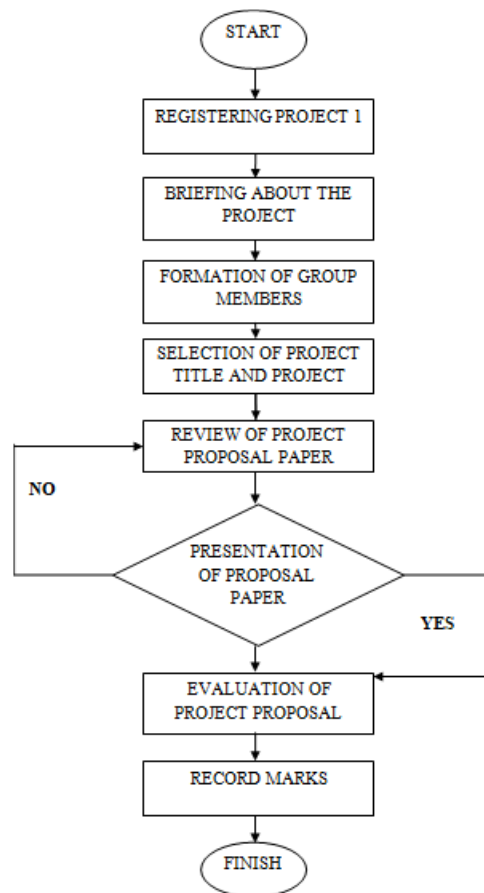 START
REGISTERING PROJECT 1
BRIEFING ABOUT THE
PROJECT
FORMATION OF GROUP
MEMBERS
SELECTION OF PROJECT
TITLE AND PROJECT
REVIEW OF PROJECT
PROPOSAL PAPER
NO
PRESENTATION
OF PROPOSAL
PAPER
YES
EVALUATION OF
PROJECT PROPOSAL
RECORD MARKS
FINISH